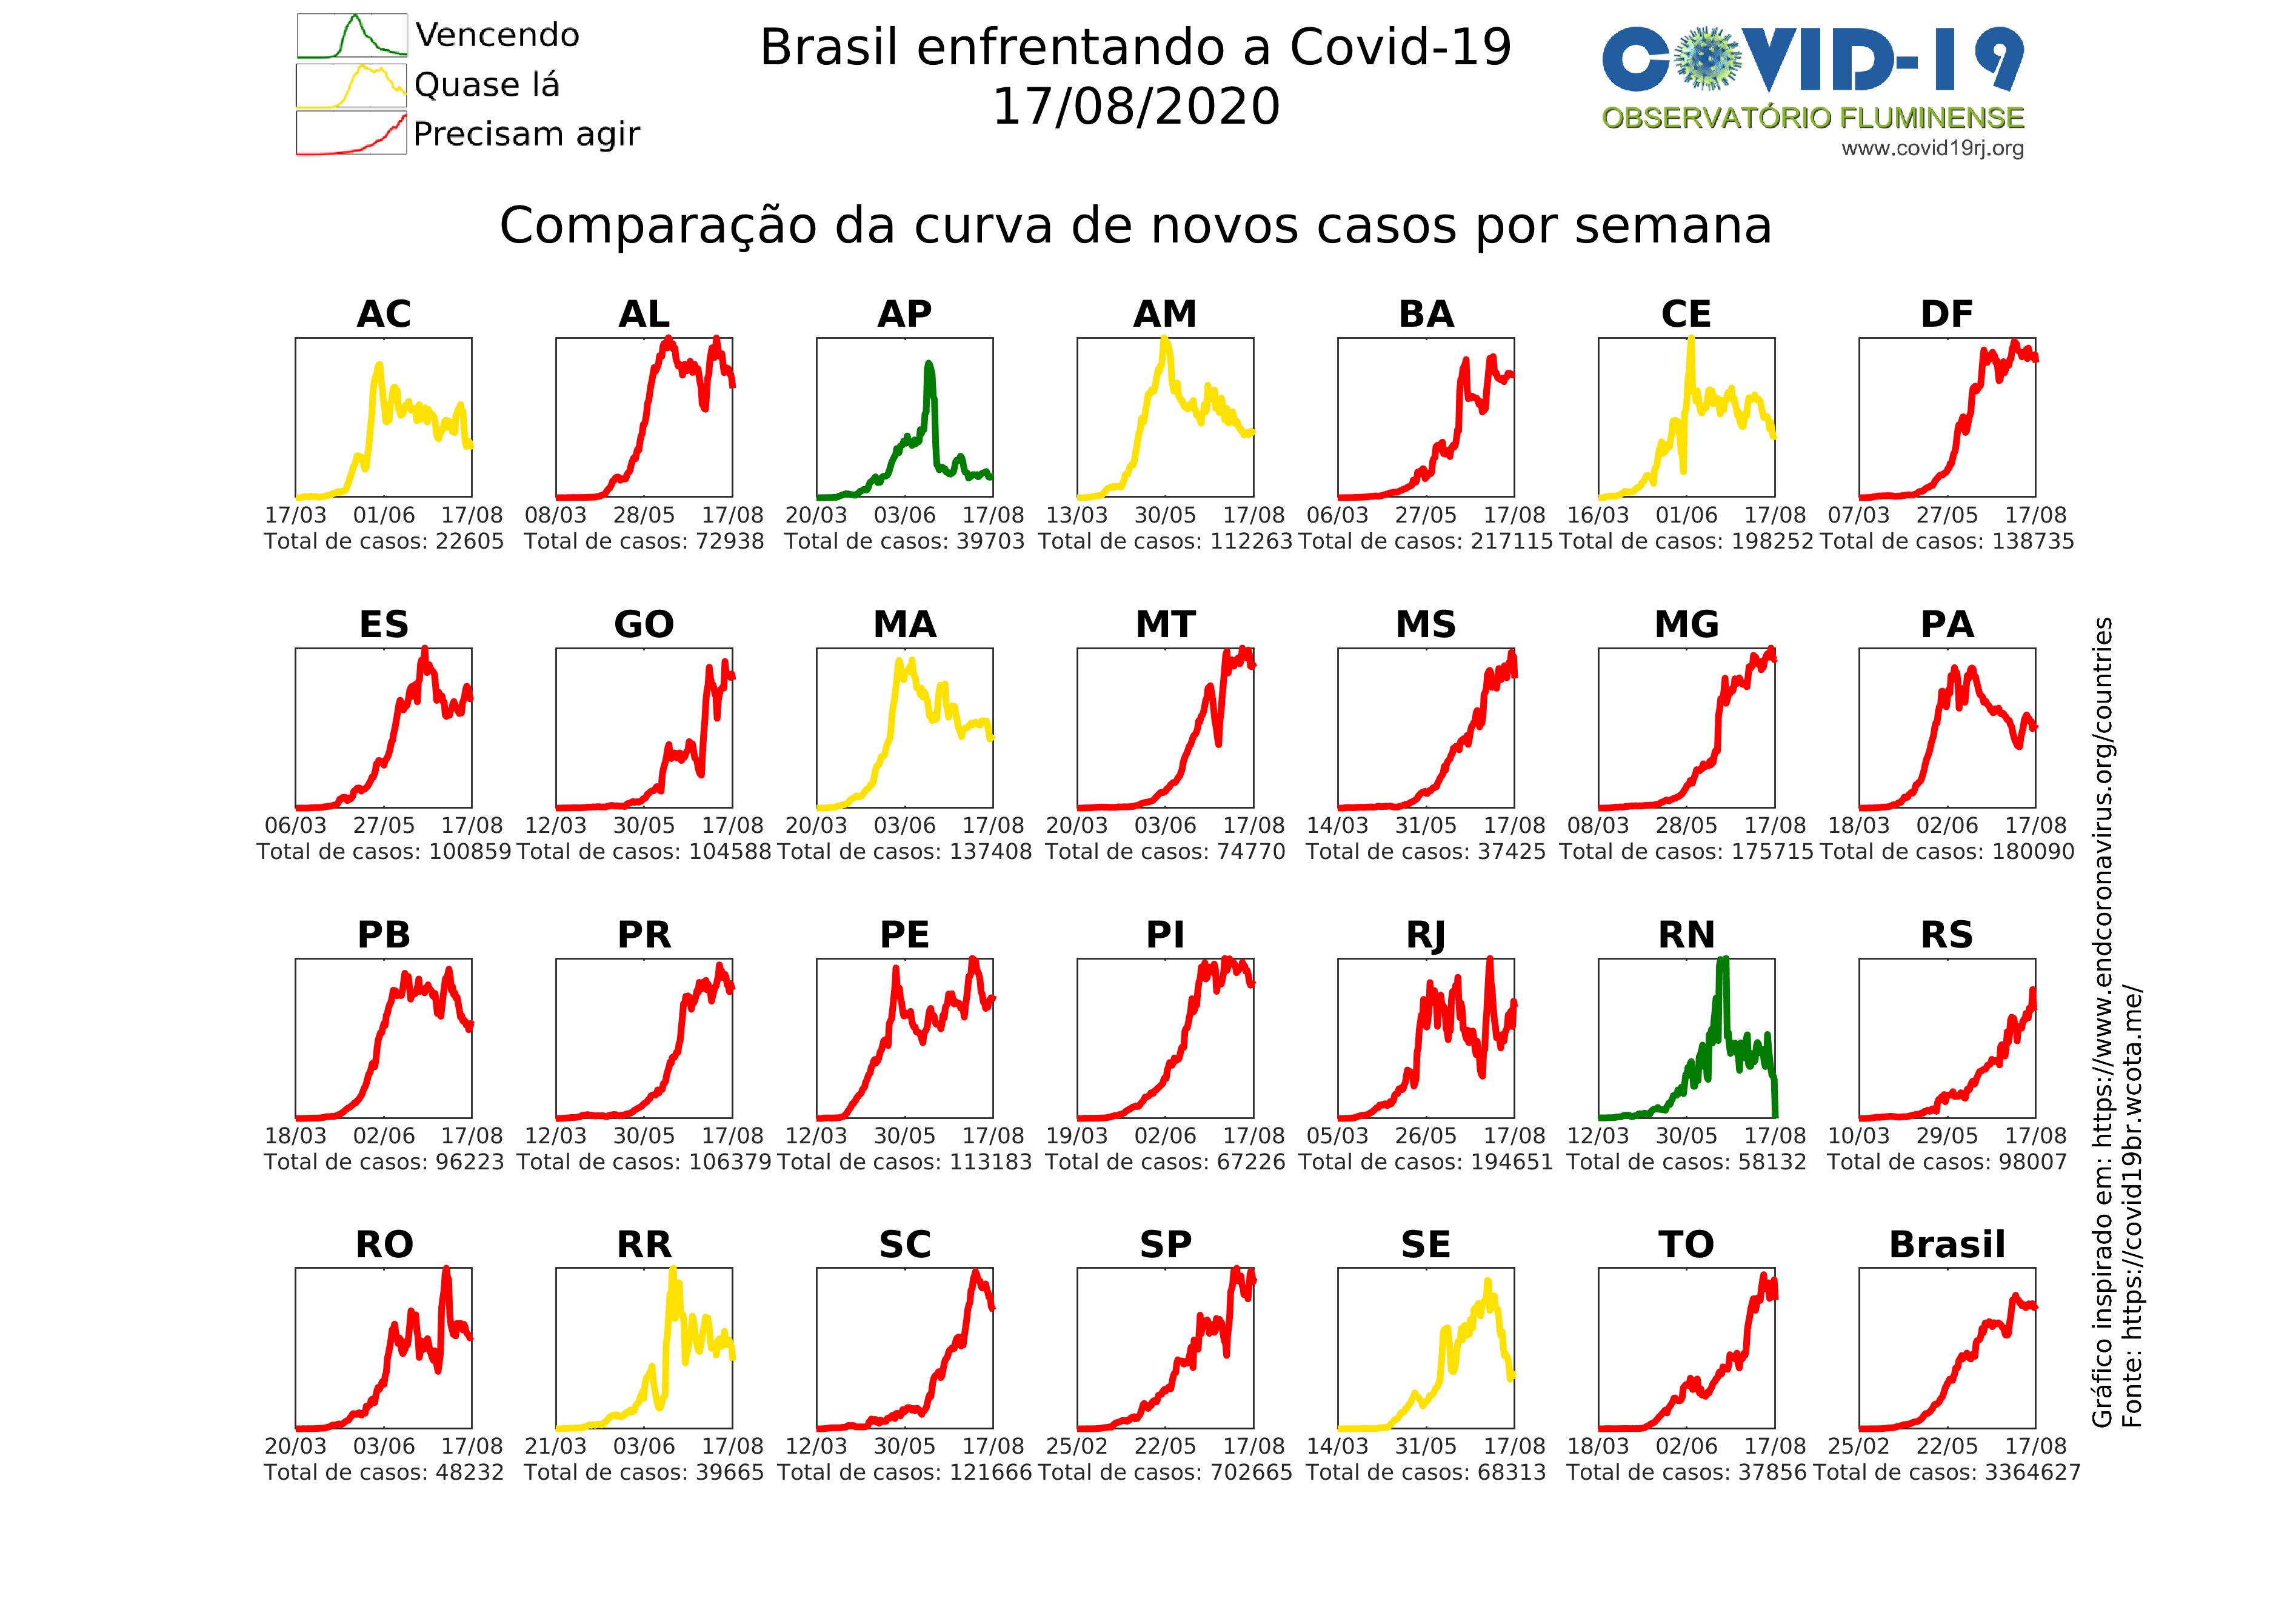 Vencendo
Quase lá
Precisam agir
Brasil enfrentando a Covid-19
17/08/2020
COVID-19
OBSERVATÓRIO FLUMINENSE
www.covid19rj.org
Comparação da curva de novos casos por semana
AC AL AP AM BA CE DF
17/03 01/06 17/08 08/03 28/05 17/08 20/03 03/06 17/08 13/03 30/05 17/08 06/03 27/05 17/08 16/03 01/06 17/08 07/03 27/05 17/08
Total de casos: 22605 Total de casos: 72938 Total de casos: 39703 Total de casos: 112263 Total de casos: 217115 Total de casos: 198252 Total de casos: 138735
ES GO MA MT MS MG PA
06/03 27/05 17/08 12/03 30/05 17/08 20/03 03/06 17/08 20/03 03/06 17/08 14/03 31/05 17/08 08/03 28/05 17/08 18/03 02/06 17/08
Total de casos: 100859 Total de casos: 104588 Total de casos: 137408 Total de casos: 74770 Total de casos: 37425 Total de casos: 175715 Total de casos: 180090
PB PR PE PI RJ RN RS
18/03 02/06 17/08 12/03 30/05 17/08 12/03 30/05 17/08 19/03 02/06 17/08 05/03 26/05 17/08 12/03 30/05 17/08 10/03 29/05 17/08
Total de casos: 96223 Total de casos: 106379 Total de casos: 113183 Total de casos: 67226 Total de casos: 194651 Total de casos: 58132 Total de casos: 98007
RO RR SC SP SE TO Brasil
20/03 03/06 17/08 21/03 03/06 17/08 12/03 30/05 17/08 25/02 22/05 17/08 14/03 31/05 17/08 18/03 02/06 17/08 25/02 22/05 17/08
Total de casos: 48232 Total de casos: 39665 Total de casos: 121666 Total de casos: 702665 Total de casos: 68313 Total de casos: 37856 Total de casos: 3364627
Gráfico inspirado em: https://www.endcoronavirus.org/countries
Fonte: https://covid19br.wcota.me/